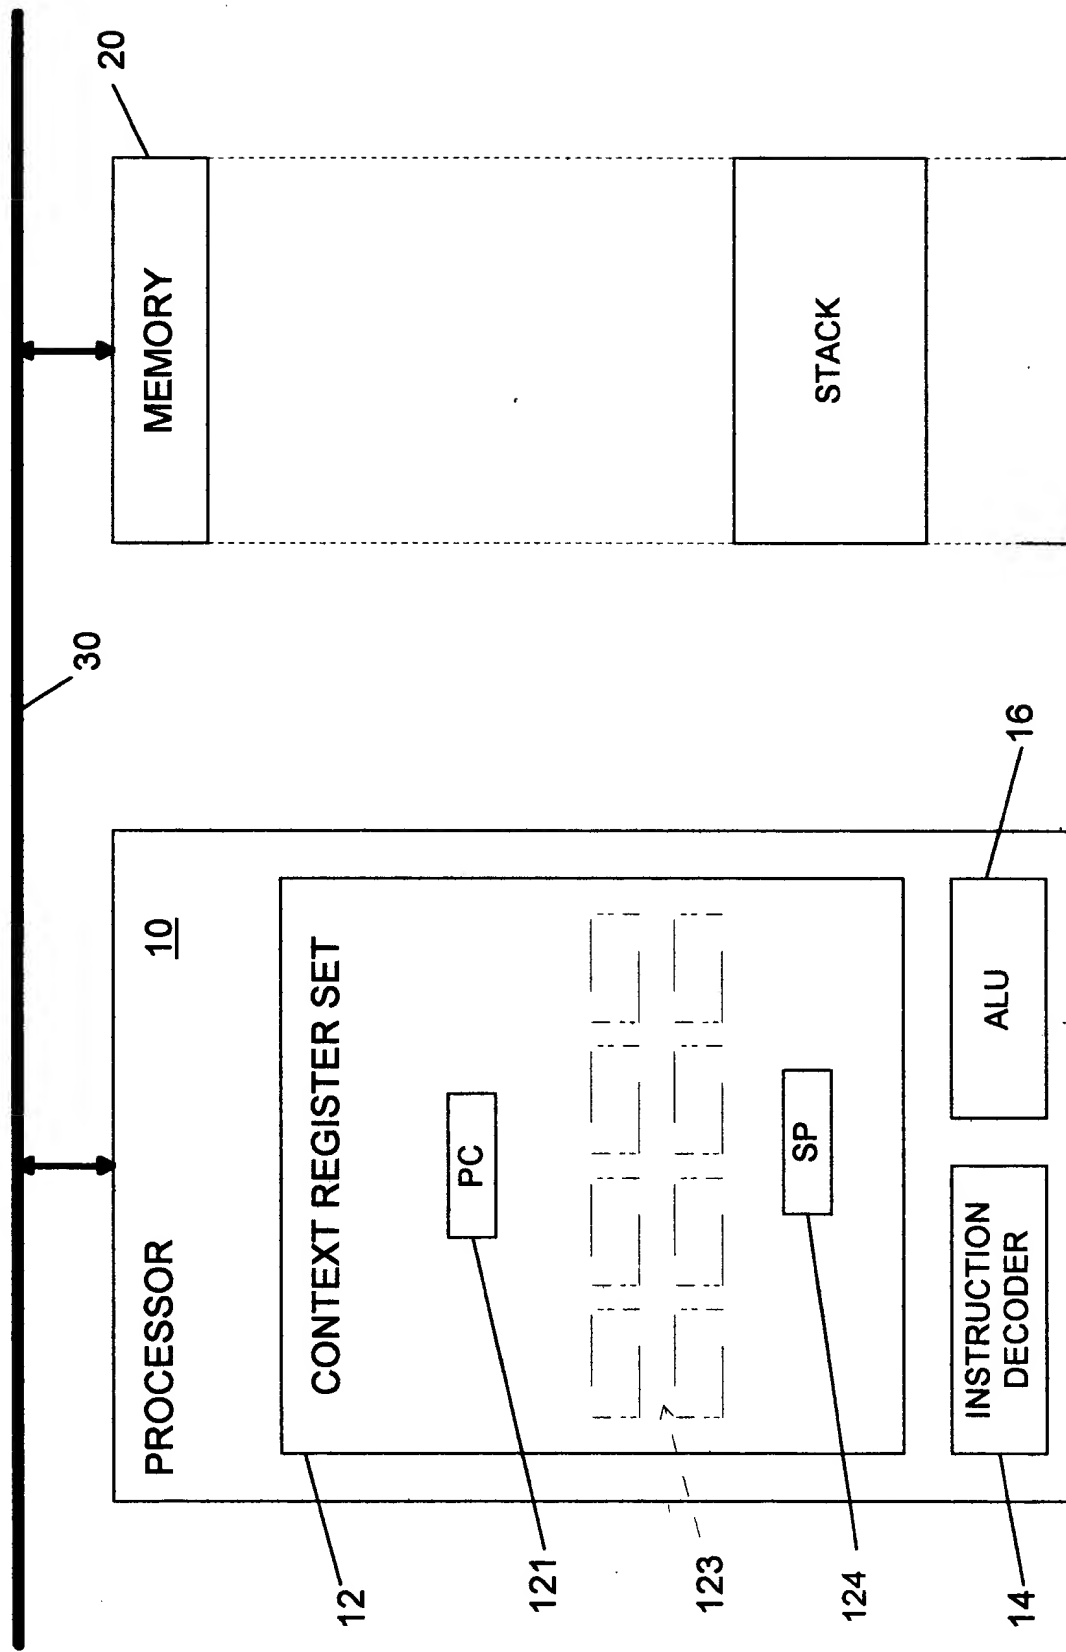 30
20
PROCESSOR
10
MEMORY
12
CONTEXT REGISTER SET
121
PC
123
124
SP
STACK
14
INSTRUCTION
DECODER
ALU
16